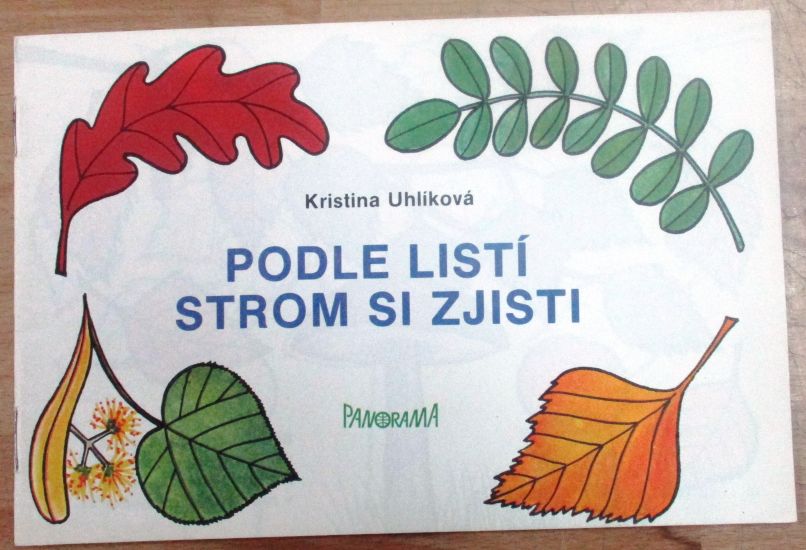 Kristina Uhlíková
PODLE LISTÍ
STROM SI ZJISTI
PANORAMA